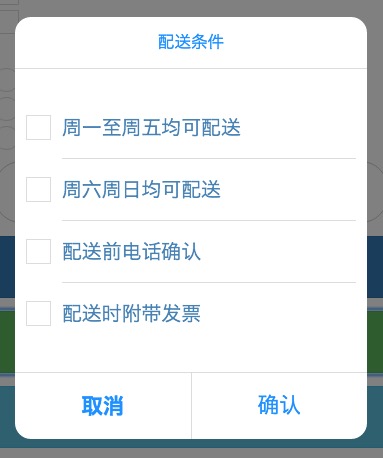 配送条件
周一至周五均可配送
周六周日均可配送
配送前电话确认
配送时附带发票
取消
确认